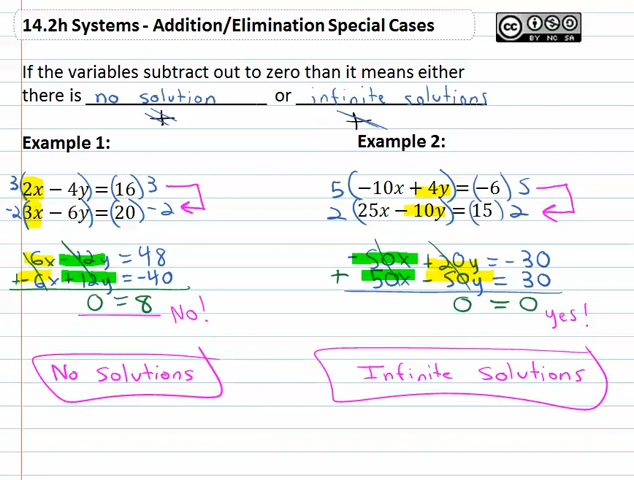 14.2h Systems - Addition/Elimination Special Cases
cc BY NC SA
If the variables subtract out to zero than it means either
there is no solution or infinite solutions
Example 1:
Example 2:
3(2x − 4y)=(16)3
-2(3x − 6y)=(20)-2
5(−10x + 4y)=(−6)5
2(25x − 10y)=(15)2
6x - 12y = 48
+ -6x + 12y = -40
0 = 8
No!
-50x + 20y = -30
+ 50x - 50y = 30
0 = 0
yes!
No Solutions
Infinite Solutions